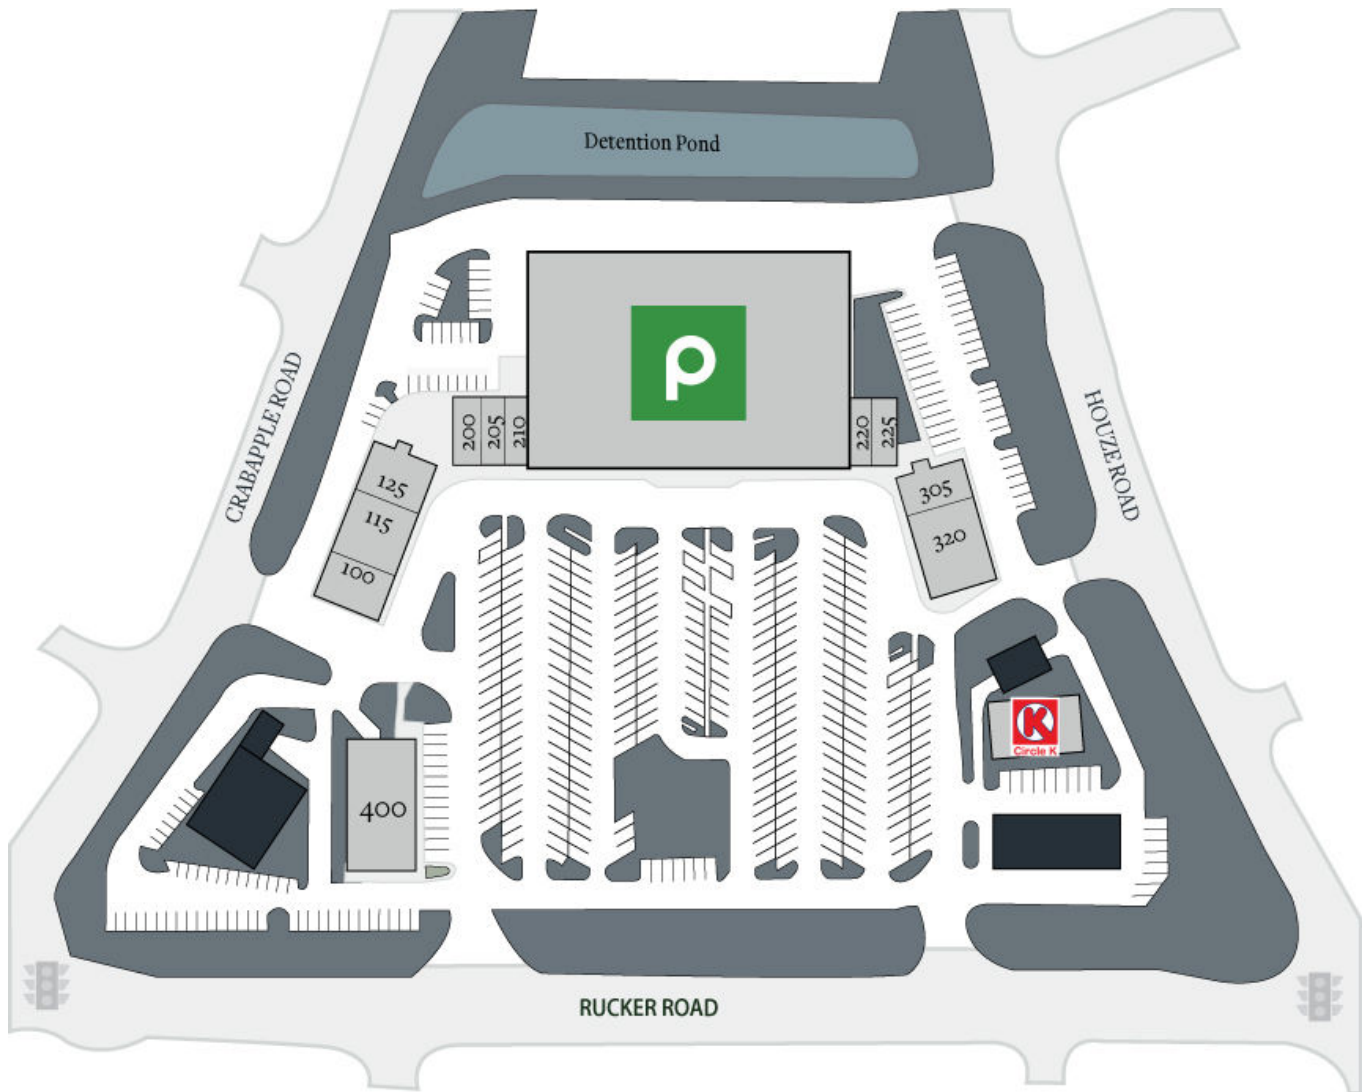 Detention Pond
CRABAPPLE ROAD
HOUZE ROAD
200
205
210
220
225
125
115
100
305
320
K
Circle K
400
RUCKER ROAD